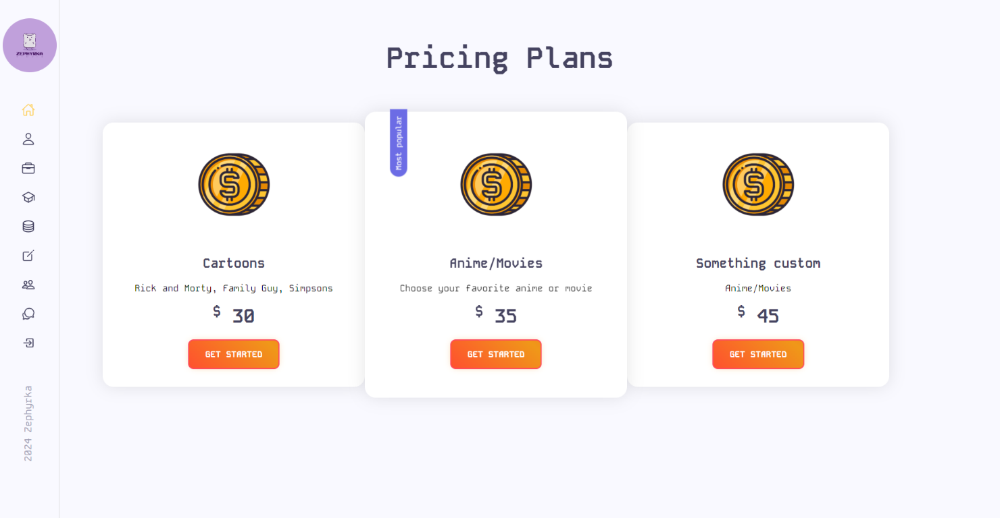 ZEPHYRKA
2024 Zephyrka
Pricing Plans
Cartoons
Rick and Morty, Family Guy, Simpsons
$ 30
GET STARTED
Most popular
Anime/Movies
Choose your favorite anime or movie
$ 35
GET STARTED
Something custom
Anime/Movies
$ 45
GET STARTED